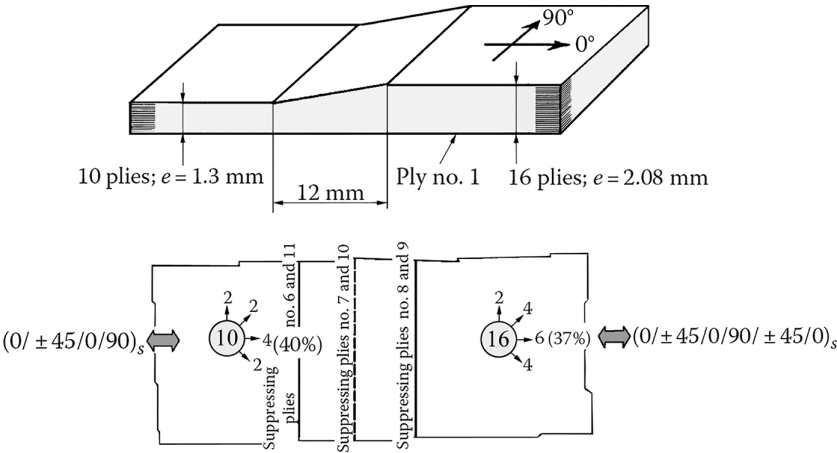 90°
0°
10 plies; e = 1.3 mm
12 mm
Ply no. 1
16 plies; e = 2.08 mm
(0/ ± 45/0/90)s
10
2
2
4 (40%)
2
Suppressing plies no. 6 and 11
Suppressing plies no. 7 and 10
Suppressing plies no. 8 and 9
16
2
4
6 (37%)
4
(0/ ± 45/0/90/ ± 45/0)s